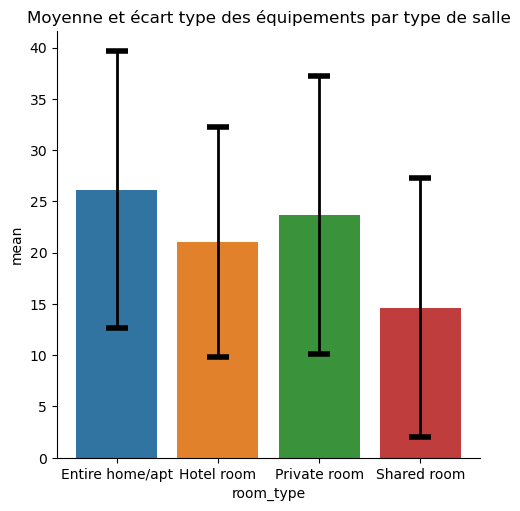 Moyenne et écart type des équipements par type de salle
40
35
30
25
20
15
10
5
0
mean
Entire home/apt Hotel room Private room Shared room
room_type